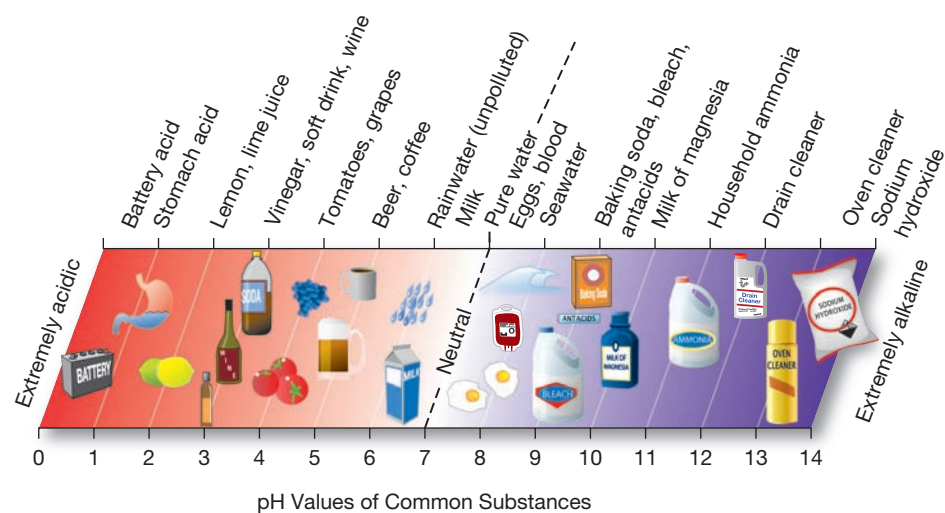 Battery acid
Stomach acid
Lemon, lime juice
Vinegar, soft drink, wine
Tomatoes, grapes
Beer, coffee
Rainwater (unpolluted)
Milk
Pure water
Eggs, blood
Seawater
Baking soda, bleach,
antacids
Milk of magnesia
Household ammonia
Drain cleaner
Oven cleaner
Sodium
hydroxide
Extremely acidic
Neutral
Extremely alkaline
BATTERY
WINE
SODA
MILK
Baking Soda
ANTACIDS
BLEACH
MILK OF
MAGNESIA
AMMONIA
Drain
Cleaner
OVEN
CLEANER
SODIUM
HYDROXIDE
0 1 2 3 4 5 6 7 8 9 10 11 12 13 14
pH Values of Common Substances